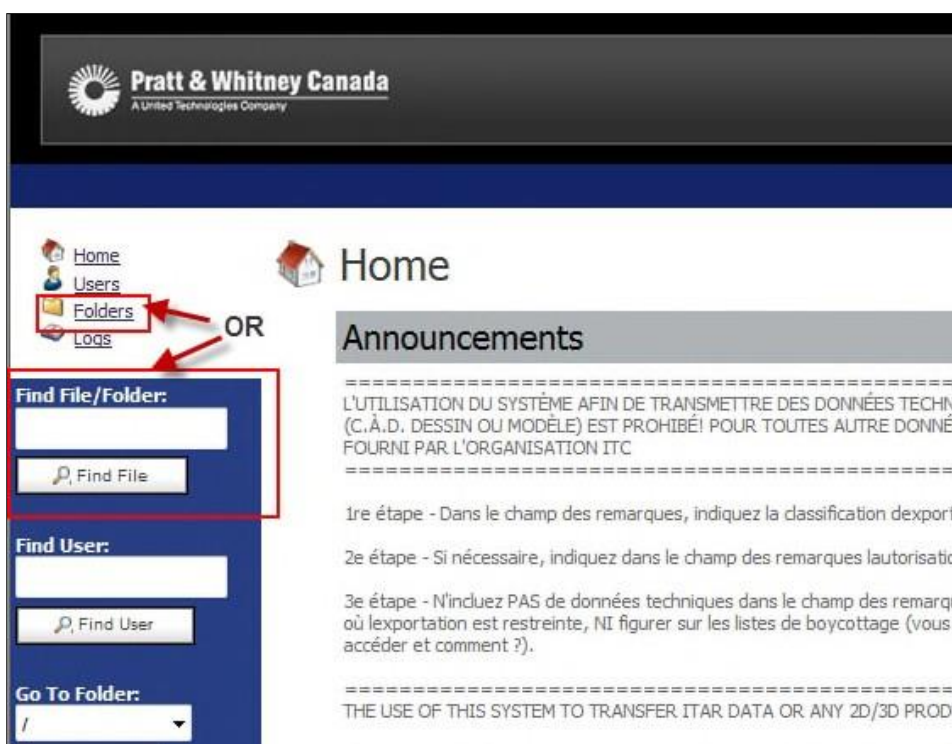 Pratt & Whitney Canada
A United Technologies Company
Home
Users
Folders
Logs
OR
Find File/Folder:
Find File
Find User:
Find User
Go To Folder:
/
Home
Announcements
==================================================
L'UTILISATION DU SYSTÈME AFIN DE TRANSMETTRE DES DONNÉES TECHN
(C.À.D. DESSIN OU MODÈLE) EST PROHIBÉ! POUR TOUTES AUTRE DONNÉ
FOURNI PAR L'ORGANISATION ITC
==================================================
1re étape - Dans le champ des remarques, indiquez la classification dexport
2e étape - Si nécessaire, indiquez dans le champ des remarques lautorisatio
3e étape - N'incluez PAS de données techniques dans le champ des remarqu
où lexportation est restreinte, NI figurer sur les listes de boycottage (vous
accéder et comment ?).
==================================================
THE USE OF THIS SYSTEM TO TRANSFER ITAR DATA OR ANY 2D/3D PROD